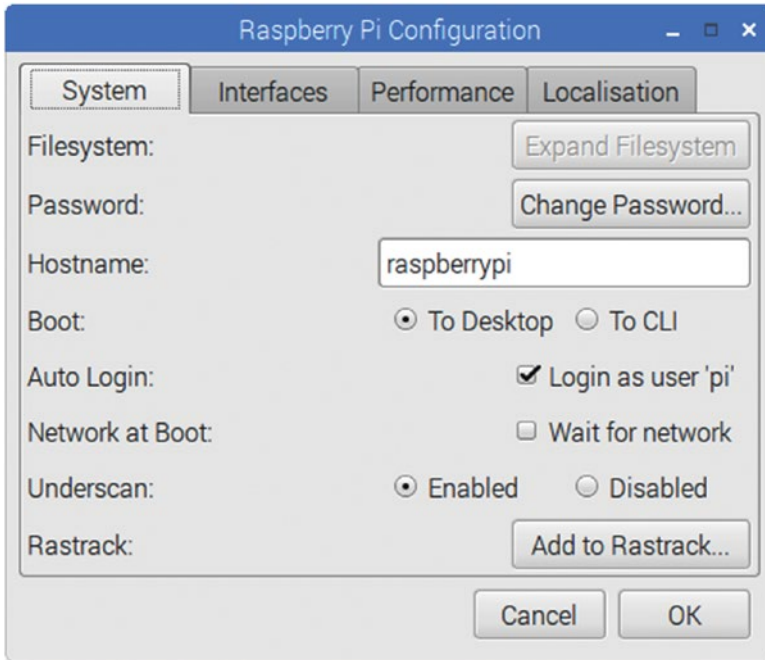 Raspberry Pi Configuration
System Interfaces Performance Localisation
Filesystem: Expand Filesystem
Password: Change Password...
Hostname: raspberrypi
Boot: To Desktop To CLI
Auto Login: Login as user 'pi'
Network at Boot: Wait for network
Underscan: Enabled Disabled
Rastrack: Add to Rastrack...
Cancel OK